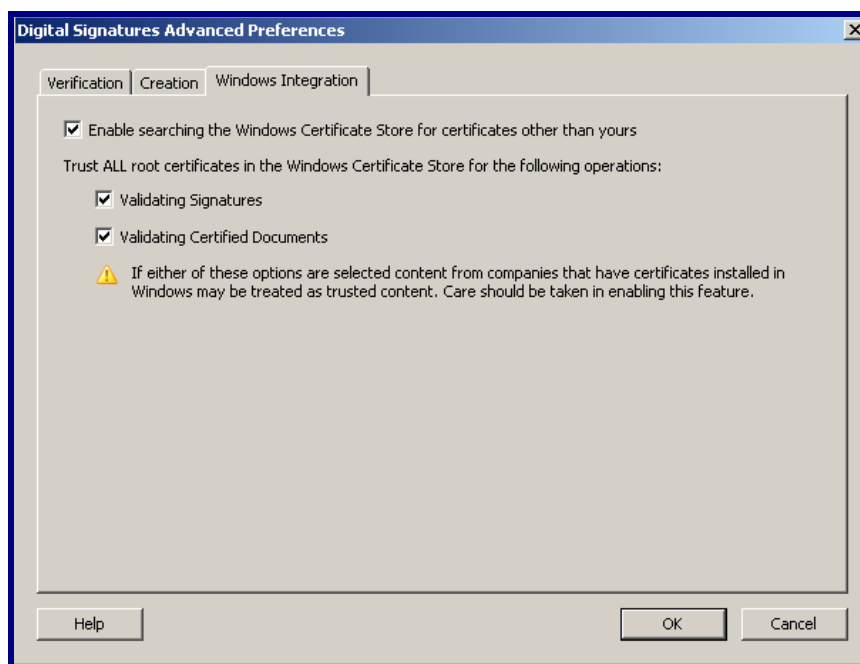 Digital Signatures Advanced Preferences
Verification Creation Windows Integration
Enable searching the Windows Certificate Store for certificates other than yours
Trust ALL root certificates in the Windows Certificate Store for the following operations:
Validating Signatures
Validating Certified Documents
If either of these options are selected content from companies that have certificates installed in
Windows may be treated as trusted content. Care should be taken in enabling this feature.
Help OK Cancel